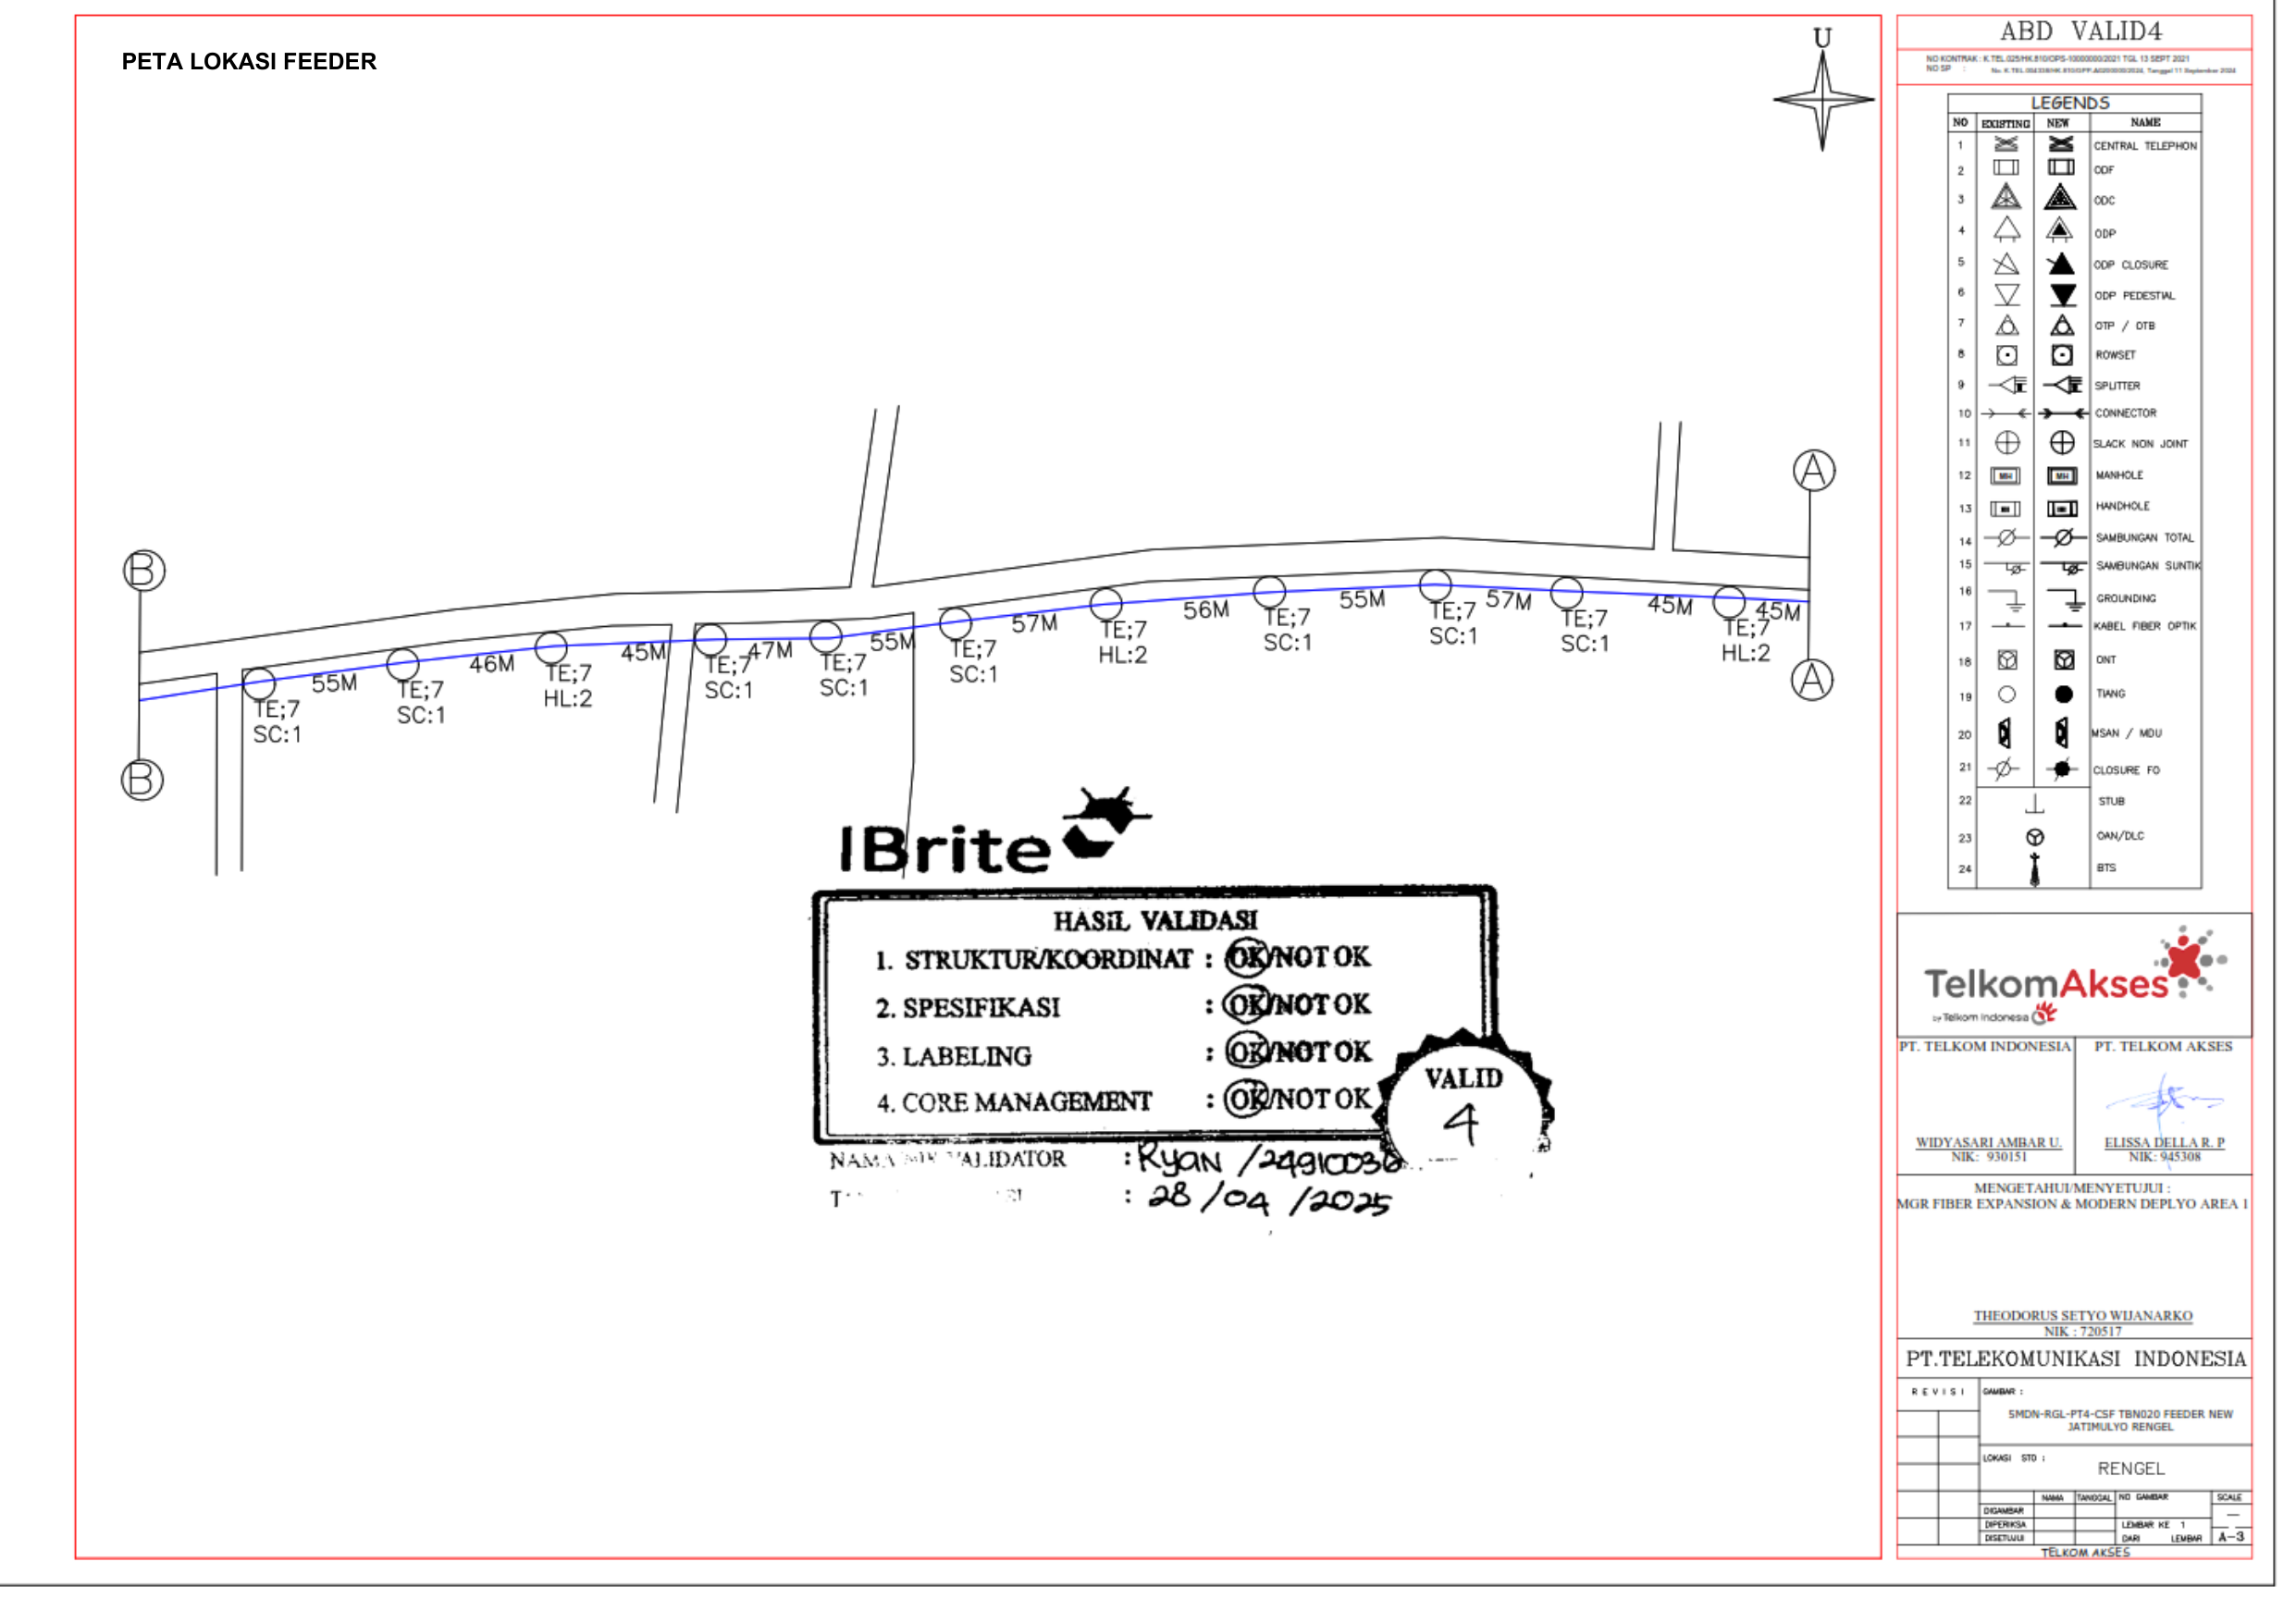 PETA LOKASI FEEDER
U
A
B
55M
46M
45M
47M
55M
57M
56M
55M
57M
45M
45M
TE;7
SC:1
TE;7
SC:1
TE;7
HL:2
TE;7
SC:1
TE;7
SC:1
TE;7
SC:1
TE;7
HL:2
TE;7
SC:1
TE;7
SC:1
TE;7
SC:1
TE;7
HL:2
B
A
IBrite
HASIL VALIDASI
1. STRUKTUR/KOORDINAT : OK/NOT OK
2. SPESIFIKASI : OK/NOT OK
3. LABELING : OK/NOT OK
4. CORE MANAGEMENT : OK/NOT OK
VALID
4
NAMA VALIDATOR : Ryan /24910036
: 28/04/2025
ABD VALID4
NO KONTRAK : K.TEL.025/HK.810/OPS-10000000/2021 TGL 13 SEPT 2021
NO SP : Tanggal 11 September 2024
LEGENDS
NO EXISTING NEW NAME
1 CENTRAL TELEPHON
2 ODF
3 ODC
4 ODP
5 ODP CLOSURE
6 ODP PEDESTIAL
7 OTP / OTB
8 ROWSET
9 SPLITTER
10 CONNECTOR
11 SLACK NON JOINT
12 MH MH MANHOLE
13 HANDHOLE
14 SAMBUNGAN TOTAL
15 SAMBUNGAN SUNTIK
16 GROUNDING
17 KABEL FIBER OPTIK
18 ONT
19 TIANG
20 MSAN / MDU
21 CLOSURE FO
22 STUB
23 OAN/DLC
24 BTS
TelkomAkses
by Telkom Indonesia
PT. TELKOM INDONESIA
PT. TELKOM AKSES
WIDYASARI AMBAR U.
NIK: 930151
ELISSA DELLA R. P
NIK: 945308
MENGETAHUI/MENYETUJUI :
MGR FIBER EXPANSION & MODERN DEPLYO AREA 1
THEODORUS SETYO WIJANARKO
NIK : 720517
PT.TELEKOMUNIKASI INDONESIA
REVISI
GAMBAR :
5MDN-RGL-PT4-CSF TBN020 FEEDER NEW
JATIMULYO RENGEL
LOKASI STO :
RENGEL
NAMA TANGGAL NO GAMBAR SCALE
DIGAMBAR
DIPERIKSA LEMBAR KE 1
DISETUJUI DARI LEMBAR A-3
TELKOM AKSES